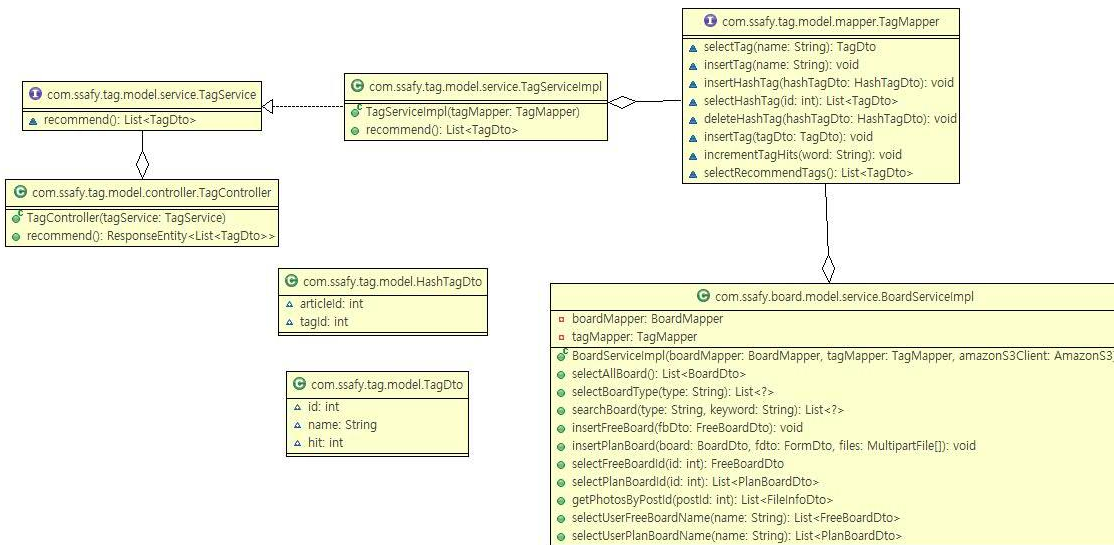 com.ssafy.tag.model.mapper.TagMapper
selectTag(name: String): TagDto
insertTag(name: String): void
insertHashTag(hashTagDto: HashTagDto): void
selectHashTag(id: int): List<TagDto>
deleteHashTag(hashTagDto: HashTagDto): void
insertTag(tagDto: TagDto): void
incrementTagHits(word: String): void
selectRecommendTags(): List<TagDto>
com.ssafy.tag.model.service.TagServiceImpl
TagServiceImpl(tagMapper: TagMapper)
recommend(): List<TagDto>
com.ssafy.tag.model.service.TagService
recommend(): List<TagDto>
com.ssafy.tag.model.controller.TagController
TagController(tagService: TagService)
recommend(): ResponseEntity<List<TagDto>>
com.ssafy.tag.model.HashTagDto
articleId: int
tagId: int
com.ssafy.tag.model.TagDto
id: int
name: String
hit: int
com.ssafy.board.model.service.BoardServiceImpl
boardMapper: BoardMapper
tagMapper: TagMapper
BoardServiceImpl(boardMapper: BoardMapper, tagMapper: TagMapper, amazonS3Client: AmazonS3
selectAllBoard(): List<BoardDto>
selectBoardType(type: String): List<?>
searchBoard(type: String, keyword: String): List<?>
insertFreeBoard(fbDto: FreeBoardDto): void
insertPlanBoard(board: BoardDto, fdto: FormDto, files: MultipartFile[]): void
selectFreeBoardId(id: int): FreeBoardDto
selectPlanBoardId(id: int): List<PlanBoardDto>
getPhotosByPostId(postId: int): List<FileInfoDto>
selectUserFreeBoardName(name: String): List<FreeBoardDto>
selectUserPlanBoardName(name: String): List<PlanBoardDto>